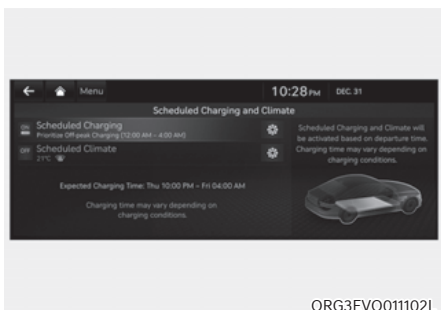 Menu
10:28 PM DEC. 31
Scheduled Charging and Climate
ON Scheduled Charging
Prioritize Off-peak Charging (12:00 AM – 4:00 AM)
OFF Scheduled Climate
21°C
Expected Charging Time: Thu 10:00 PM – Fri 04:00 AM
Charging time may vary depending on
charging conditions.
Scheduled Charging and Climate will
be activated based on departure time.
Charging time may vary depending on
charging conditions.
ORG3EVQ011102L